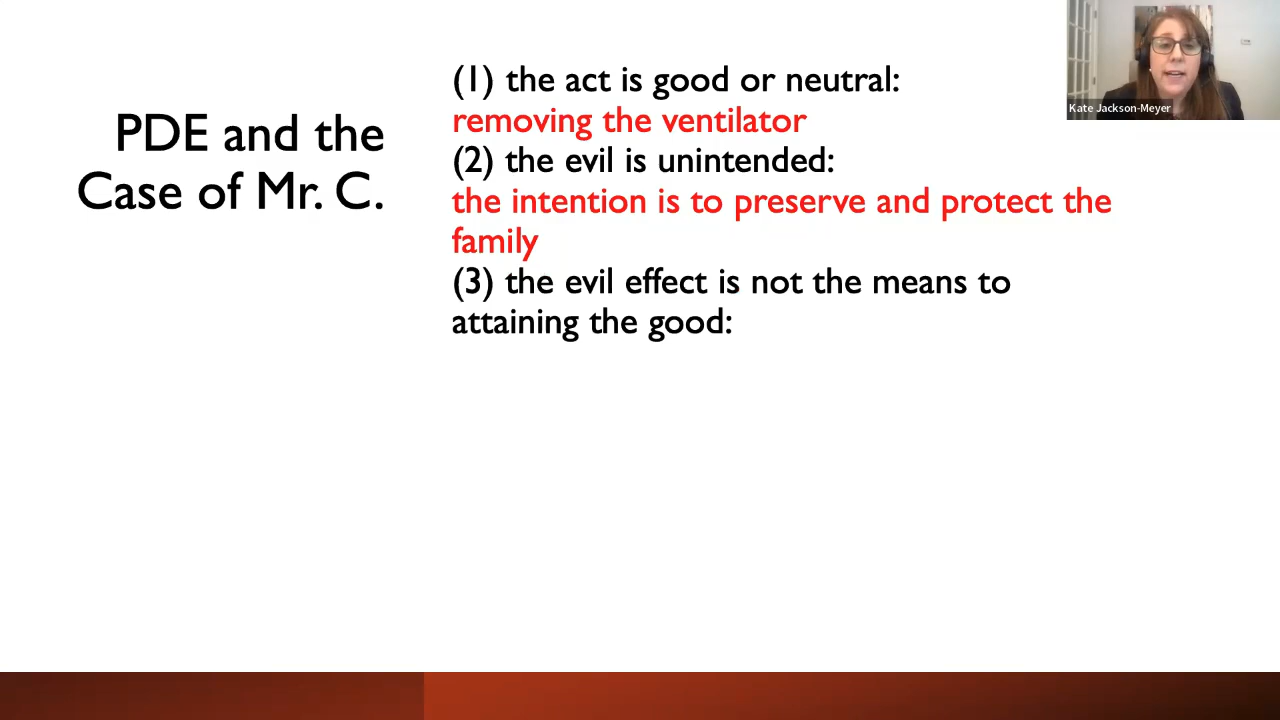 PDE and the
Case of Mr. C.
(1) the act is good or neutral:
removing the ventilator
(2) the evil is unintended:
the intention is to preserve and protect the
family
(3) the evil effect is not the means to
attaining the good:
Kate Jackson-Meyer